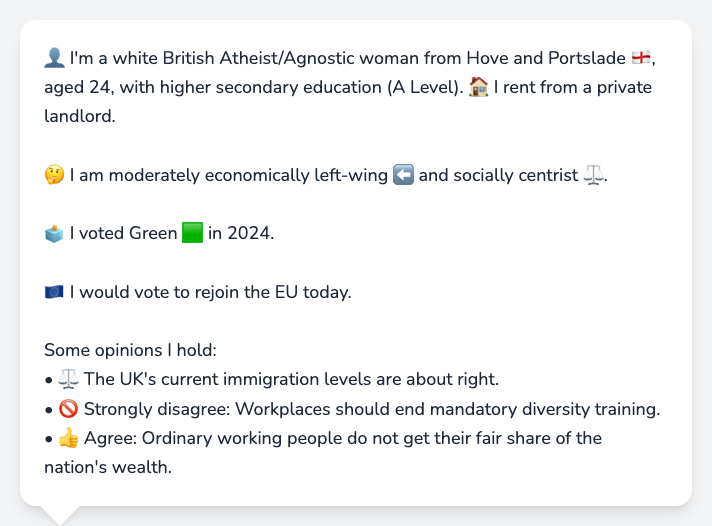 👤 I'm a white British Atheist/Agnostic woman from Hove and Portslade 🏴󠁧󠁢󠁥󠁮󠁧󠁿,
aged 24, with higher secondary education (A Level). 🏠 I rent from a private
landlord.
🤔 I am moderately economically left-wing ⬅️ and socially centrist ⚖️.
🗳️ I voted Green 🟩 in 2024.
🇪🇺 I would vote to rejoin the EU today.
Some opinions I hold:
• ⚖️ The UK's current immigration levels are about right.
• 🚫 Strongly disagree: Workplaces should end mandatory diversity training.
• 👍 Agree: Ordinary working people do not get their fair share of the
nation's wealth.